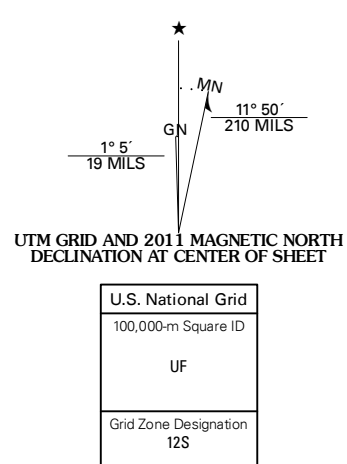 ★
MN
GN
11° 50´
210 MILS
1° 5´
19 MILS
UTM GRID AND 2011 MAGNETIC NORTH
DECLINATION AT CENTER OF SHEET
U.S. National Grid
100,000-m Square ID
UF
Grid Zone Designation
12S